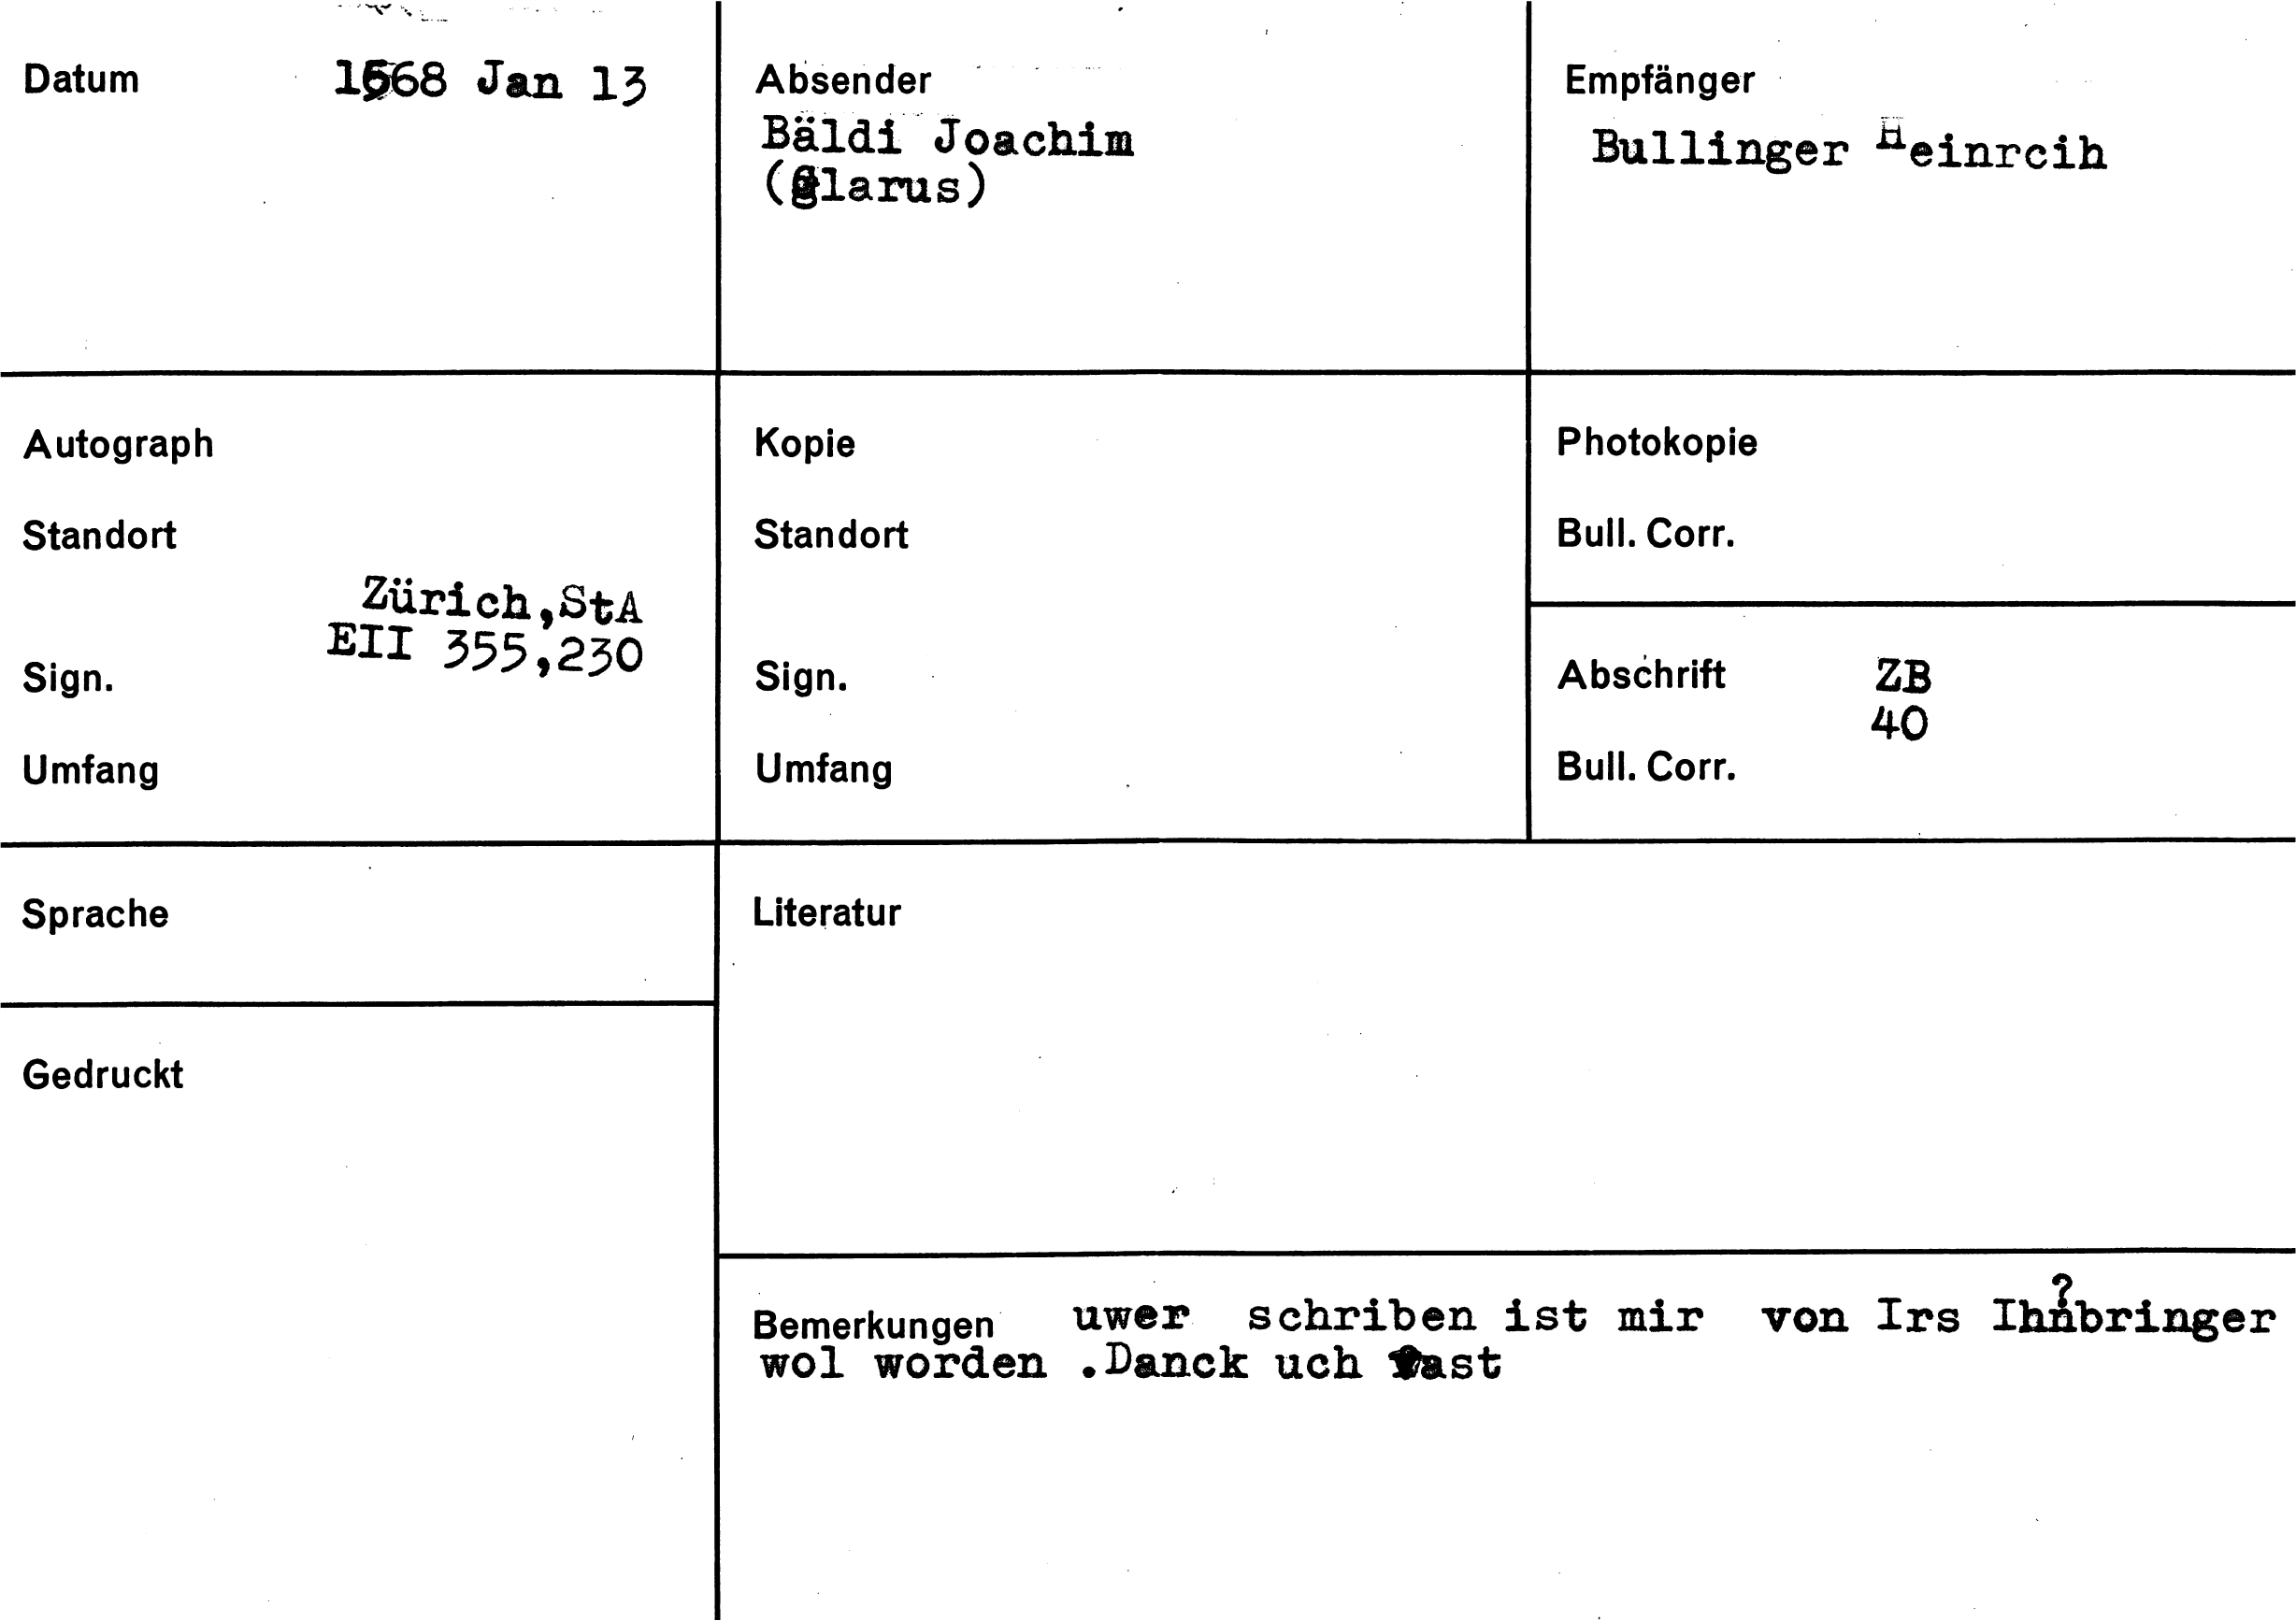 Datum 1568 Jan 13
Absender
Bäldi Joachim
(Glarus)
Empfänger
Bullinger Heinrcih
Autograph
Standort
Zürich,StA
EII 355,230
Sign.
Umfang
Kopie
Standort
Sign.
Umfang
Photokopie
Bull. Corr.
Abschrift ZB
40
Bull. Corr.
Sprache
Literatur
Gedruckt
?
Bemerkungen uwer schriben ist mir von Irs Ihnbringer
wol worden .Danck uch fast